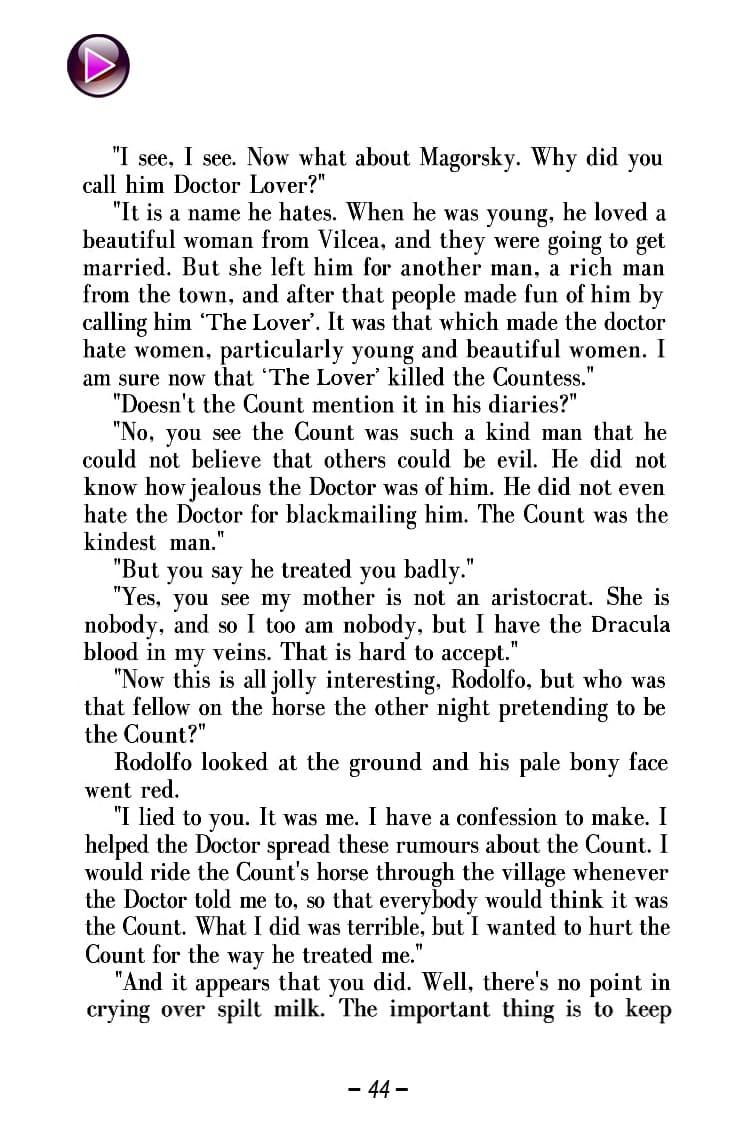 "I see, I see. Now what about Magorsky. Why did you
call him Doctor Lover?"
"It is a name he hates. When he was young, he loved a
beautiful woman from Vilcea, and they were going to get
married. But she left him for another man, a rich man
from the town, and after that people made fun of him by
calling him ‘The Lover’. It was that which made the doctor
hate women, particularly young and beautiful women. I
am sure now that ‘The Lover’ killed the Countess."
"Doesn't the Count mention it in his diaries?"
"No, you see the Count was such a kind man that he
could not believe that others could be evil. He did not
know how jealous the Doctor was of him. He did not even
hate the Doctor for blackmailing him. The Count was the
kindest man."
"But you say he treated you badly."
"Yes, you see my mother is not an aristocrat. She is
nobody, and so I too am nobody, but I have the Dracula
blood in my veins. That is hard to accept."
"Now this is all jolly interesting, Rodolfo, but who was
that fellow on the horse the other night pretending to be
the Count?"
Rodolfo looked at the ground and his pale bony face
went red.
"I lied to you. It was me. I have a confession to make. I
helped the Doctor spread these rumours about the Count. I
would ride the Count's horse through the village whenever
the Doctor told me to, so that everybody would think it was
the Count. What I did was terrible, but I wanted to hurt the
Count for the way he treated me."
"And it appears that you did. Well, there's no point in
crying over spilt milk. The important thing is to keep
– 44 –